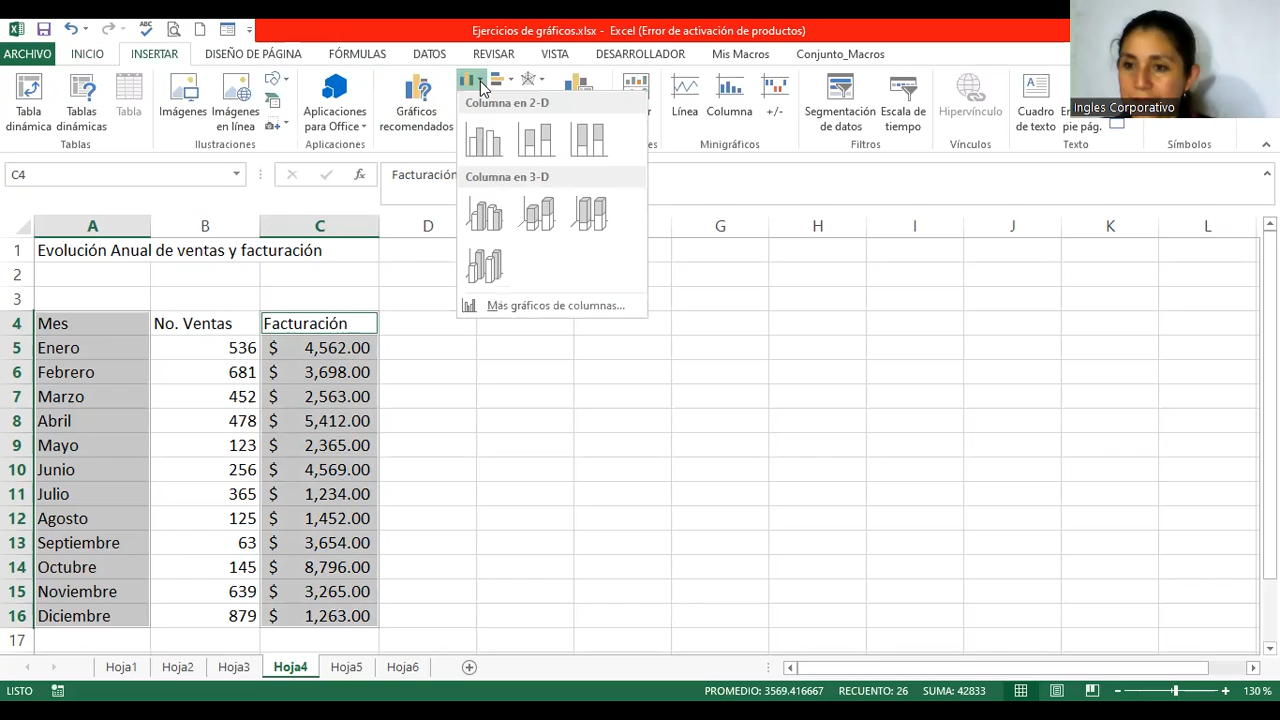 Ejercicios de gráficos.xlsx - Excel (Error de activación de productos)
ARCHIVO INICIO INSERTAR DISEÑO DE PÁGINA FÓRMULAS DATOS REVISAR VISTA DESARROLLADOR Mis Macros Conjunto_Macros
Tabla dinámica
Tablas dinámicas
Tabla
Imágenes
Imágenes en línea
Aplicaciones para Office
Gráficos recomendados
Línea
Columna
+/-
Segmentación de datos
Escala de tiempo
Hipervínculo
Cuadro de texto
pie pág.
Ingles Corporativo
Tablas Ilustraciones Aplicaciones Minigráficos Filtros Vínculos Texto Símbolos
Columna en 2-D
Columna en 3-D
Más gráficos de columnas...
C4 Facturación
A B C D G H I J K L
1 Evolución Anual de ventas y facturación
2
3
4 Mes No. Ventas Facturación
5 Enero 536 $ 4,562.00
6 Febrero 681 $ 3,698.00
7 Marzo 452 $ 2,563.00
8 Abril 478 $ 5,412.00
9 Mayo 123 $ 2,365.00
10 Junio 256 $ 4,569.00
11 Julio 365 $ 1,234.00
12 Agosto 125 $ 1,452.00
13 Septiembre 63 $ 3,654.00
14 Octubre 145 $ 8,796.00
15 Noviembre 639 $ 3,265.00
16 Diciembre 879 $ 1,263.00
17
Hoja1 Hoja2 Hoja3 Hoja4 Hoja5 Hoja6
LISTO PROMEDIO: 3569.416667 RECUENTO: 26 SUMA: 42833 130 %